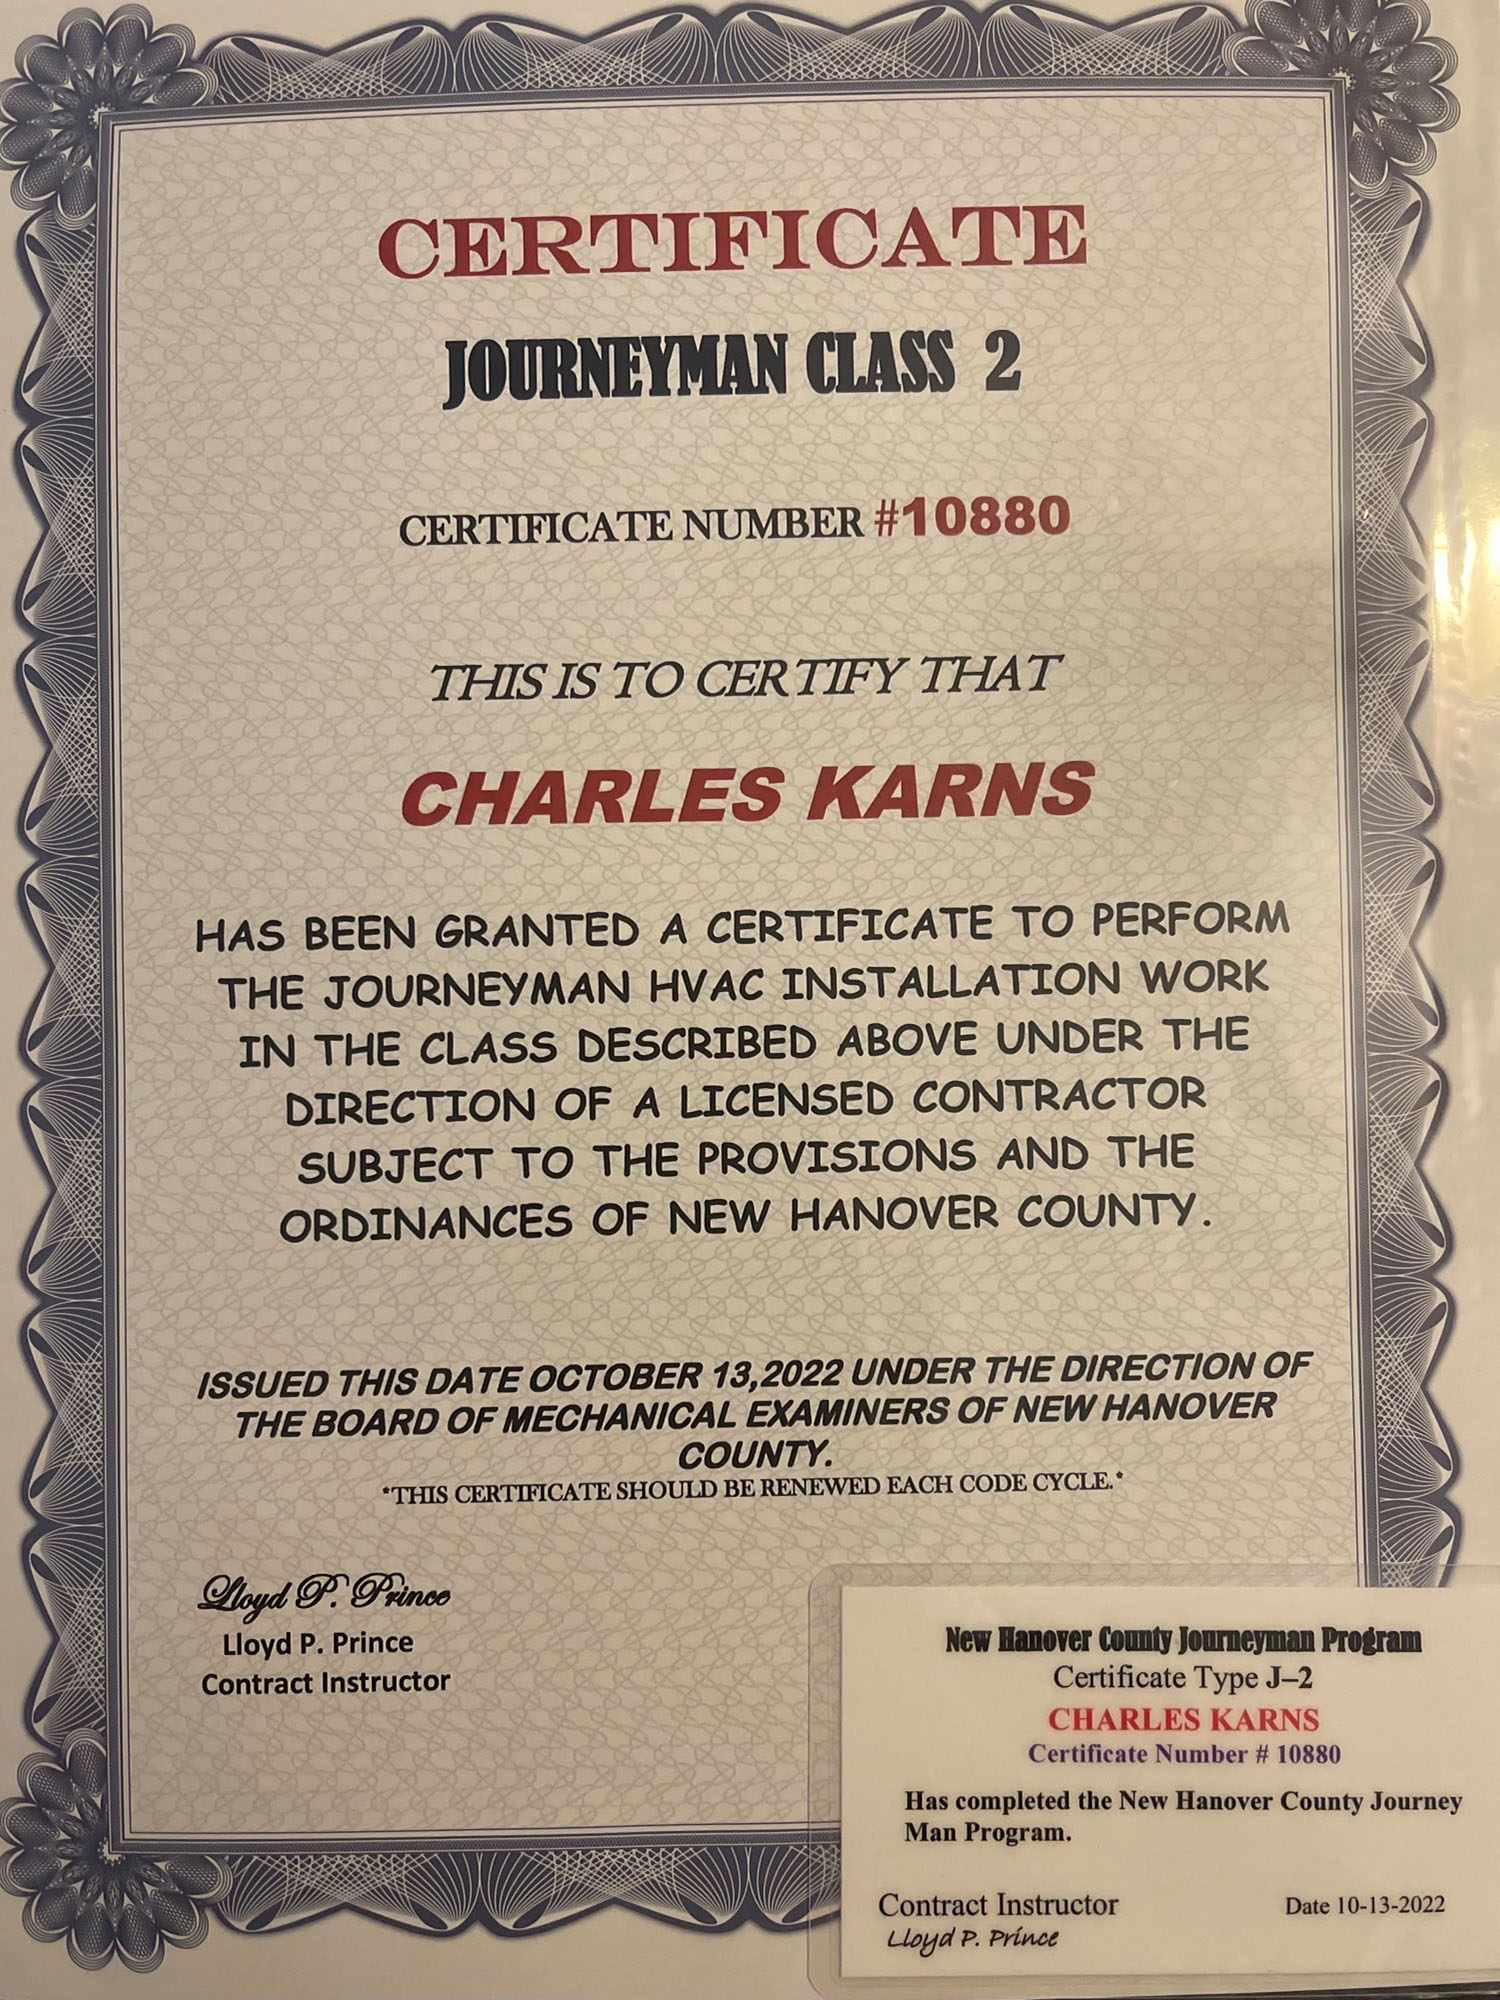 CERTIFICATE
JOURNEYMAN CLASS 2
CERTIFICATE NUMBER #10880
THIS IS TO CERTIFY THAT
CHARLES KARNS
HAS BEEN GRANTED A CERTIFICATE TO PERFORM
THE JOURNEYMAN HVAC INSTALLATION WORK
IN THE CLASS DESCRIBED ABOVE UNDER THE
DIRECTION OF A LICENSED CONTRACTOR
SUBJECT TO THE PROVISIONS AND THE
ORDINANCES OF NEW HANOVER COUNTY.
ISSUED THIS DATE OCTOBER 13,2022 UNDER THE DIRECTION OF
THE BOARD OF MECHANICAL EXAMINERS OF NEW HANOVER
COUNTY.
*THIS CERTIFICATE SHOULD BE RENEWED EACH CODE CYCLE.*
Lloyd P. Prince
Lloyd P. Prince
Contract Instructor
New Hanover County Journeyman Program
Certificate Type J–2
CHARLES KARNS
Certificate Number # 10880
Has completed the New Hanover County Journey
Man Program.
Contract Instructor Date 10-13-2022
Lloyd P. Prince